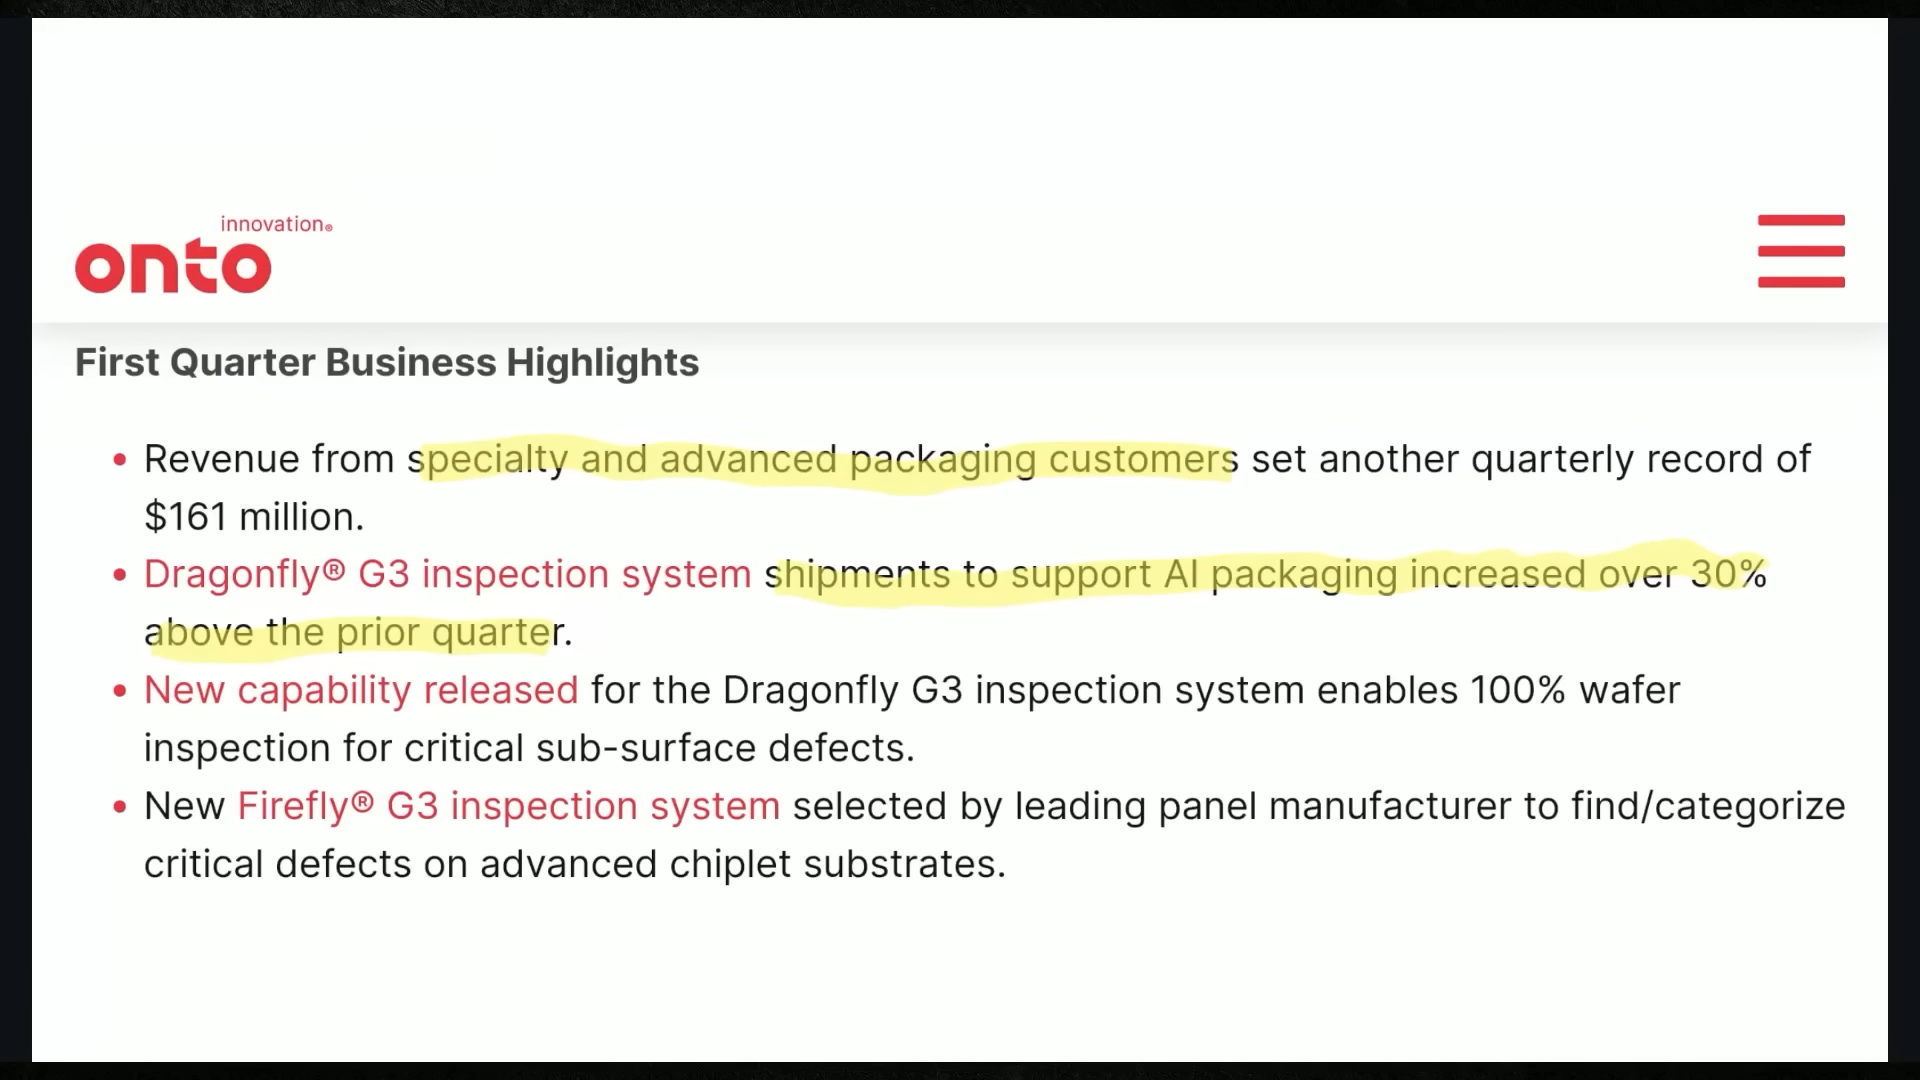 innovation®
onto
First Quarter Business Highlights
• Revenue from specialty and advanced packaging customers set another quarterly record of
$161 million.
• Dragonfly® G3 inspection system shipments to support AI packaging increased over 30%
above the prior quarter.
• New capability released for the Dragonfly G3 inspection system enables 100% wafer
inspection for critical sub-surface defects.
• New Firefly® G3 inspection system selected by leading panel manufacturer to find/categorize
critical defects on advanced chiplet substrates.